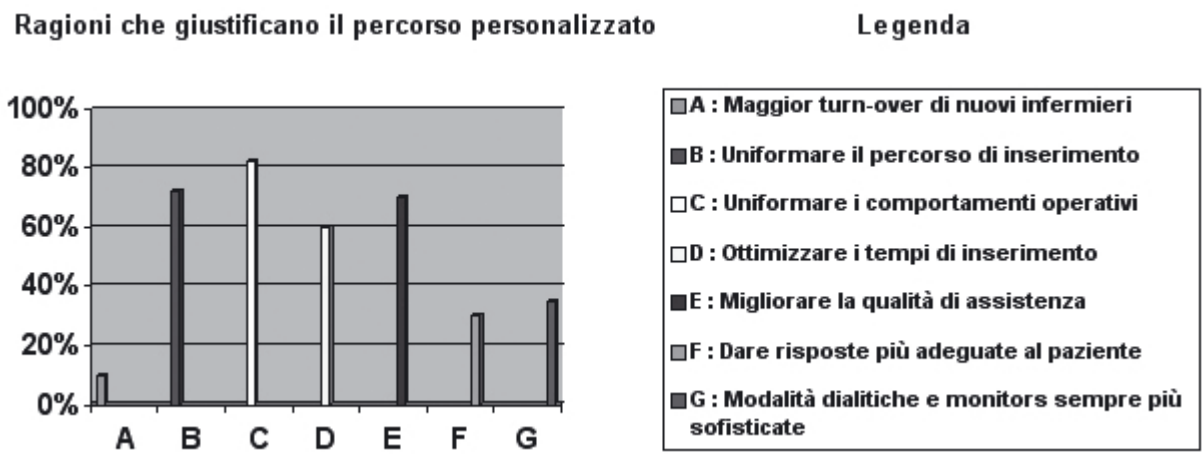 Ragioni che giustificano il percorso personalizzato
Legenda
100%
80%
60%
40%
20%
0%
A B C D E F G
A : Maggior turn-over di nuovi infermieri
B : Uniformare il percorso di inserimento
C : Uniformare i comportamenti operativi
D : Ottimizzare i tempi di inserimento
E : Migliorare la qualità di assistenza
F : Dare risposte più adeguate al paziente
G : Modalità dialitiche e monitors sempre più
sofisticate